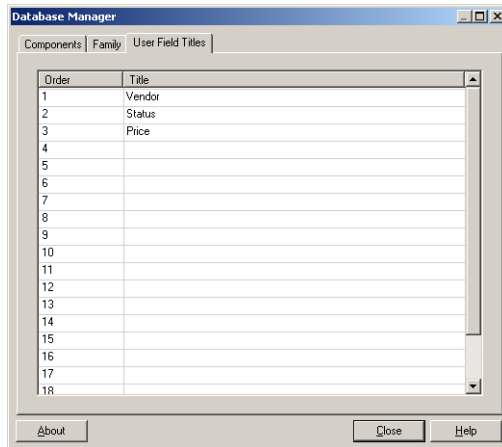 Database Manager
Components Family User Field Titles
Order Title
1 Vendor
2 Status
3 Price
4
5
6
7
8
9
10
11
12
13
14
15
16
17
18
About Close Help